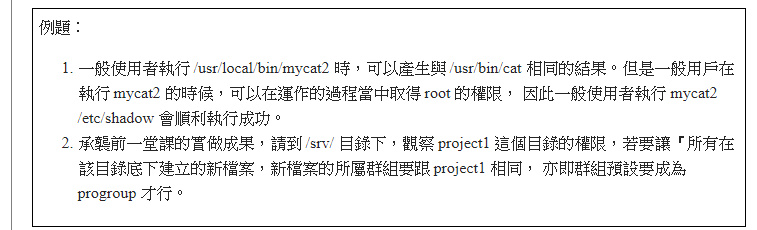 例題：
1. 一般使用者執行 /usr/local/bin/mycat2 時，可以產生與 /usr/bin/cat 相同的結果。但是一般用戶在
執行 mycat2 的時候，可以在運作的過程當中取得 root 的權限， 因此一般使用者執行 mycat2
/etc/shadow 會順利執行成功。
2. 承襲前一堂課的實做成果，請到 /srv/ 目錄下，觀察 project1 這個目錄的權限，若要讓『所有在
該目錄底下建立的新檔案，新檔案的所屬群組要跟 project1 相同， 亦即群組預設要成為
progroup 才行。